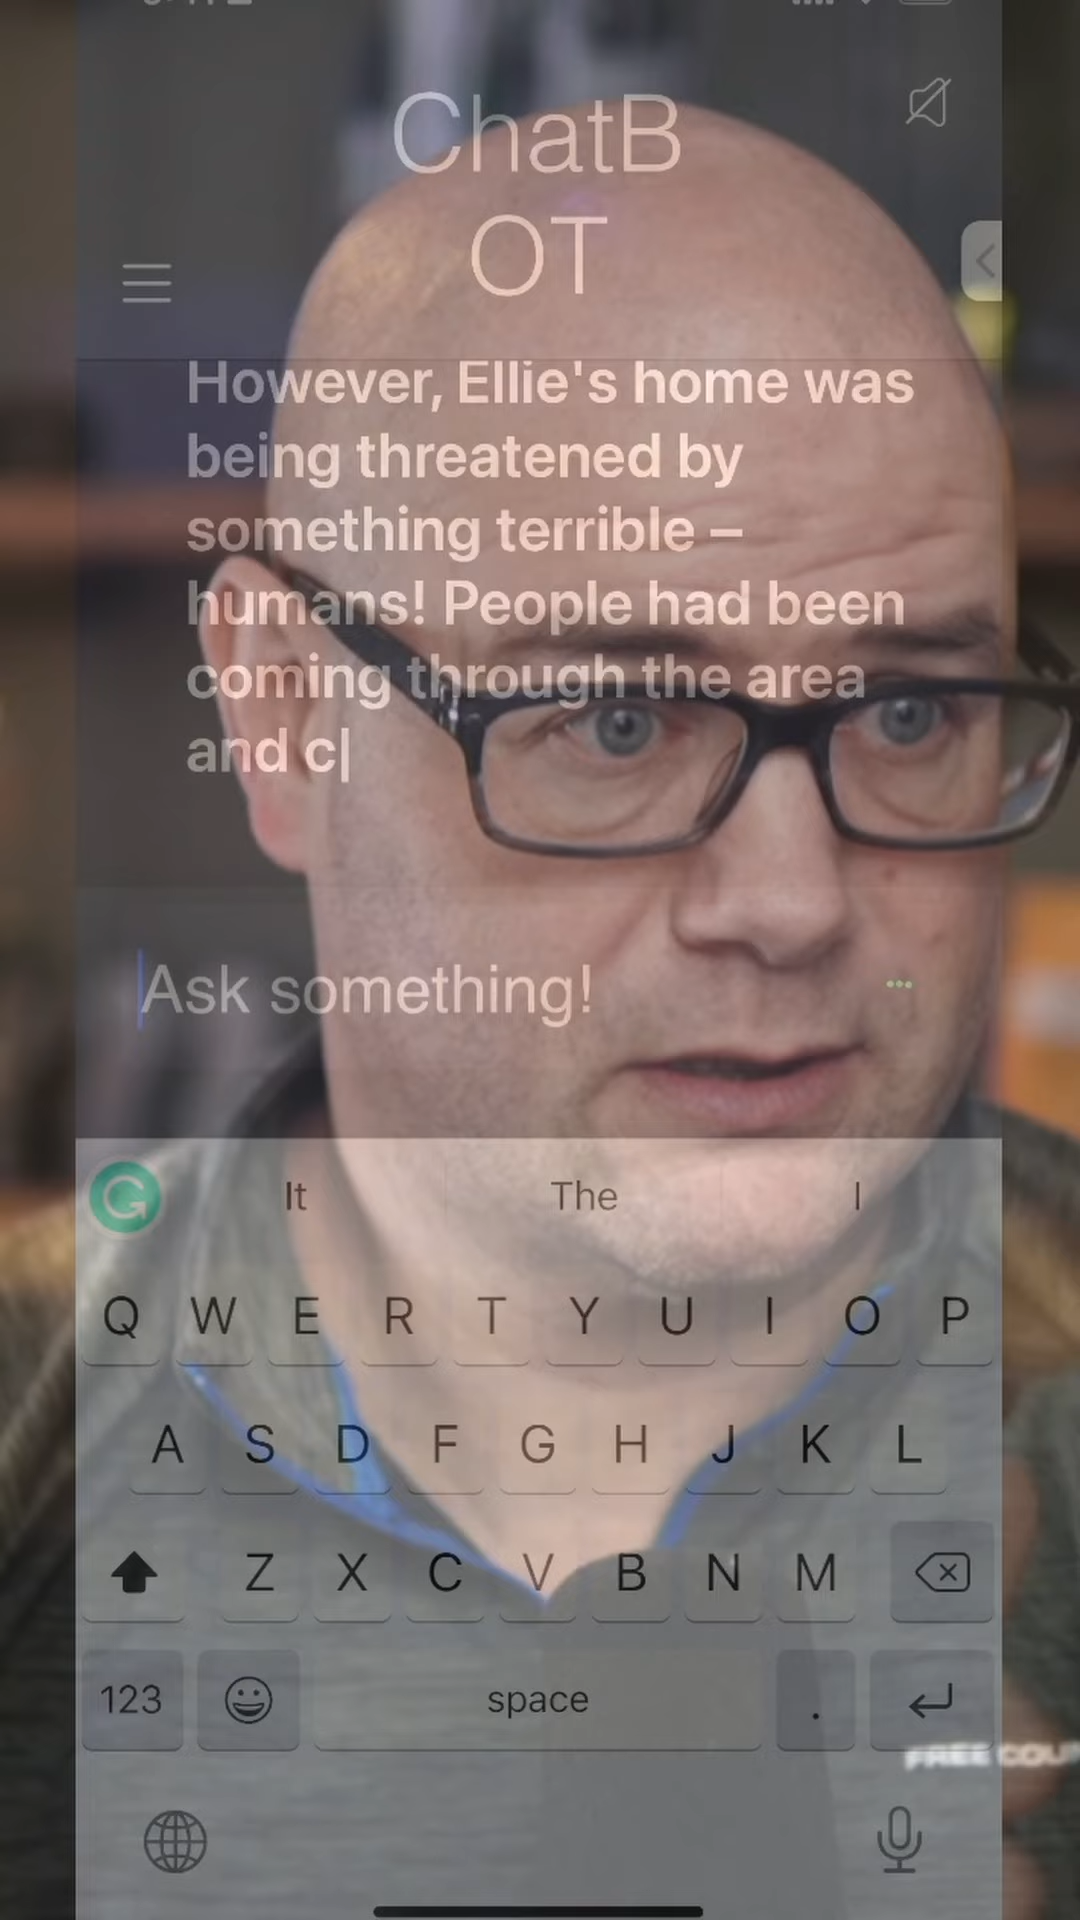 ChatB
OT
However, Ellie's home was
being threatened by
something terrible –
humans! People had been
coming through the area
and c
Ask something!
It The I
Q W E R T Y U I O P
A S D F G H J K L
Z X C V B N M
123 space .
FREE